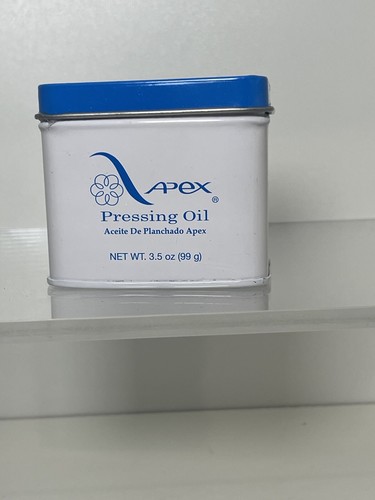 APEX
®
Pressing Oil
Aceite De Planchado Apex
NET WT. 3.5 oz (99 g)